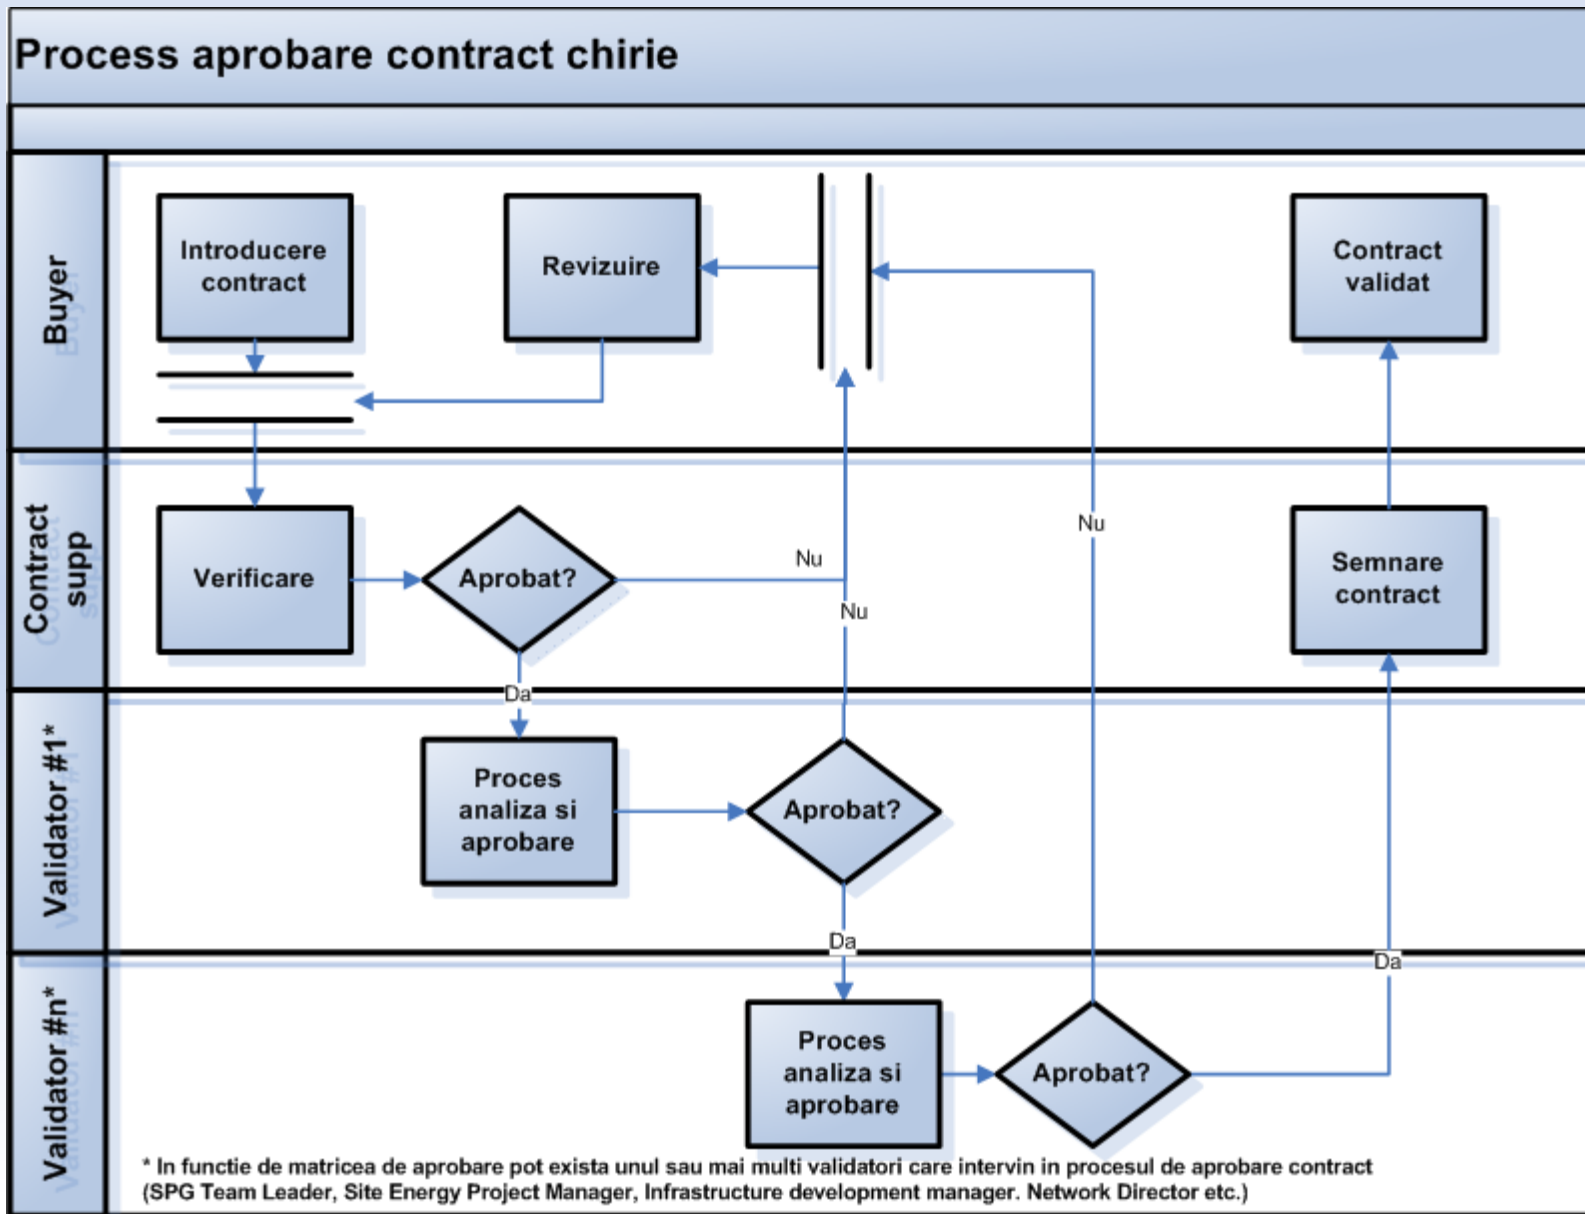 Process aprobare contract chirie
Buyer
Introducere
contract
Revizuire
Contract
validat
Contract
supp
Verificare
Aprobat?
Nu
Nu
Nu
Semnare
contract
Da
Validator #1*
Proces
analiza si
aprobare
Aprobat?
Da
Da
Validator #n*
Proces
analiza si
aprobare
Aprobat?
* In functie de matricea de aprobare pot exista unul sau mai multi validatori care intervin in procesul de aprobare contract
(SPG Team Leader, Site Energy Project Manager, Infrastructure development manager. Network Director etc.)